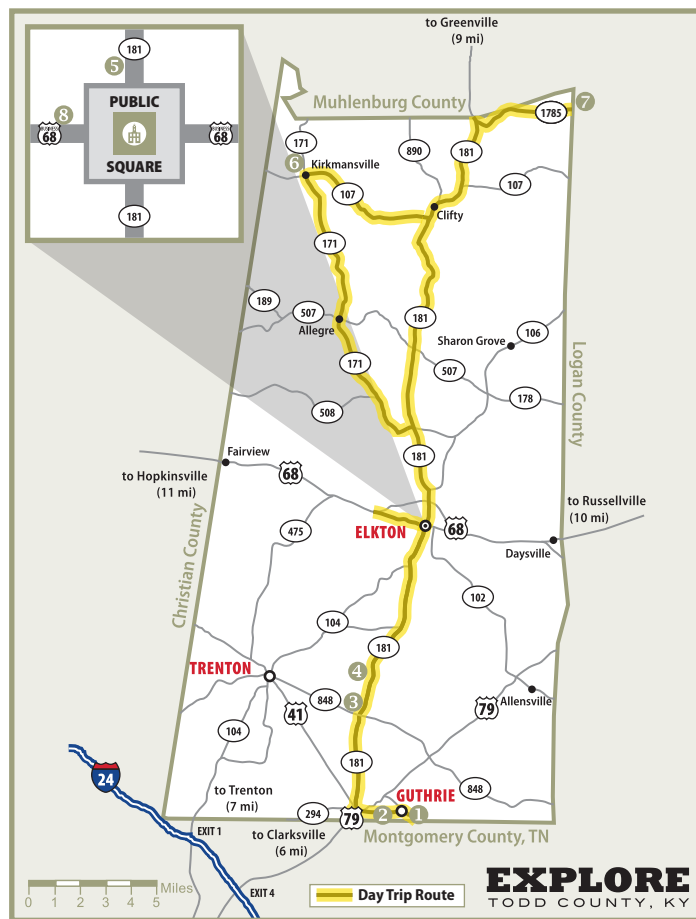 to Greenville
(9 mi)
181
5
8
PUBLIC
BUSINESS
68
BUSINESS
68
SQUARE
181
Muhlenburg County
7
1785
171
890
181
6
Kirkmansville
107
107
Clifty
171
189
507
Allegre
181
Sharon Grove
106
171
507
Logan County
508
178
Fairview
181
to Hopkinsville
(11 mi)
68
to Russellville
(10 mi)
ELKTON
68
475
Daysville
Christian County
102
104
181
TRENTON
4
848
3
41
79
Allensville
104
181
24
to Trenton
(7 mi)
848
GUTHRIE
294
79
2
1
EXIT 1
to Clarksville
(6 mi)
Montgomery County, TN
EXIT 4
0 1 2 3 4 5
Miles
Day Trip Route
EXPLORE
TODD COUNTY, KY